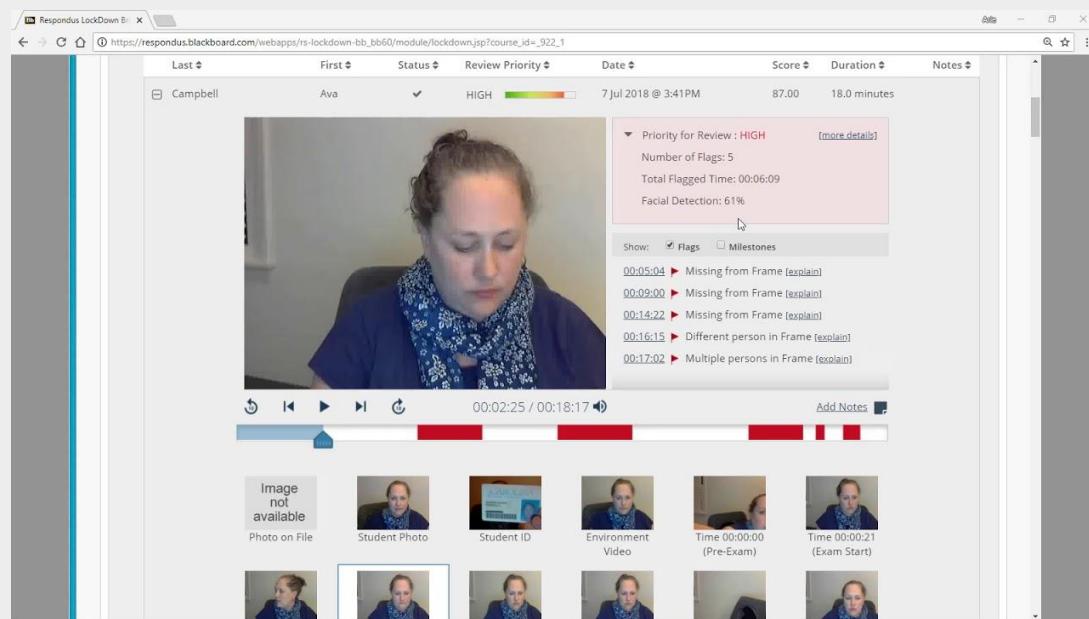 Respondus LockDown Br
https://respondus.blackboard.com/webapps/rs-lockdown-bb_bb60/module/lockdown.jsp?course_id=_922_1
Last First Status Review Priority Date Score Duration Notes
Campbell Ava HIGH 7 Jul 2018 @ 3:41PM 87.00 18.0 minutes
Priority for Review : HIGH [more details]
Number of Flags: 5
Total Flagged Time: 00:06:09
Facial Detection: 61%
Show: Flags Milestones
00:05:04 Missing from Frame [explain]
00:09:00 Missing from Frame [explain]
00:14:22 Missing from Frame [explain]
00:16:15 Different person in Frame [explain]
00:17:02 Multiple persons in Frame [explain]
00:02:25 / 00:18:17 Add Notes
Image
not
available
Photo on File Student Photo Student ID Environment Time 00:00:00 Time 00:00:21
Video (Pre-Exam) (Exam Start)